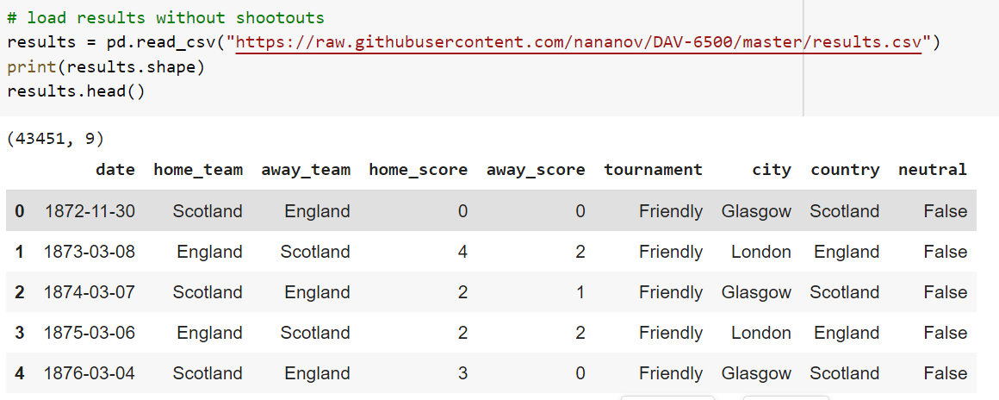 # load results without shootouts
results = pd.read_csv("https://raw.githubusercontent.com/nananov/DAV-6500/master/results.csv")
print(results.shape)
results.head()
(43451, 9)
date home_team away_team home_score away_score tournament city country neutral
0 1872-11-30 Scotland England 0 0 Friendly Glasgow Scotland False
1 1873-03-08 England Scotland 4 2 Friendly London England False
2 1874-03-07 Scotland England 2 1 Friendly Glasgow Scotland False
3 1875-03-06 England Scotland 2 2 Friendly London England False
4 1876-03-04 Scotland England 3 0 Friendly Glasgow Scotland False